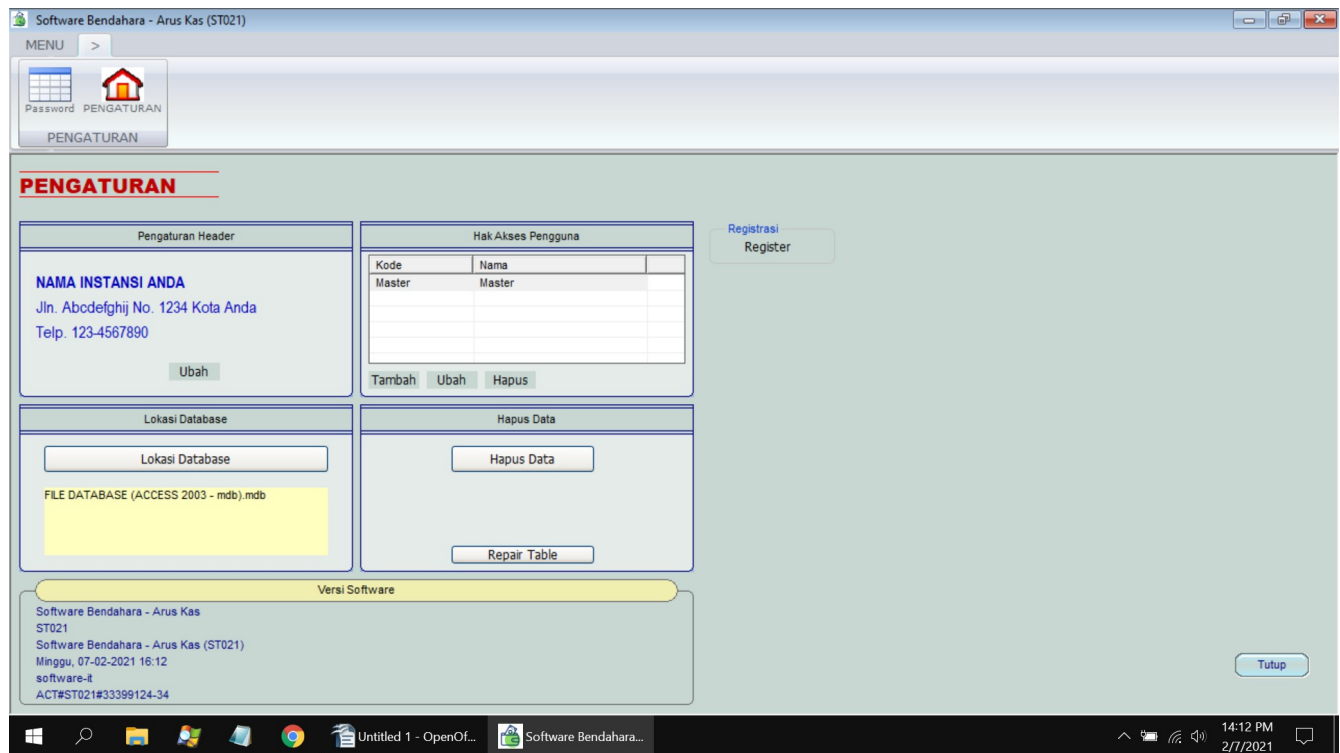 Software Bendahara - Arus Kas (ST021)
MENU >
Password PENGATURAN
PENGATURAN
PENGATURAN
Pengaturan Header
NAMA INSTANSI ANDA
Jln. Abcdefghij No. 1234 Kota Anda
Telp. 123-4567890
Ubah
Hak Akses Pengguna
Kode Nama
Master Master
Tambah Ubah Hapus
Registrasi
Register
Lokasi Database
Lokasi Database
FILE DATABASE (ACCESS 2003 - mdb).mdb
Hapus Data
Hapus Data
Repair Table
Versi Software
Software Bendahara - Arus Kas
ST021
Software Bendahara - Arus Kas (ST021)
Minggu, 07-02-2021 16:12
software-it
ACT#ST021#33399124-34
Tutup
Untitled 1 - OpenOf... Software Bendahara...
14:12 PM
2/7/2021